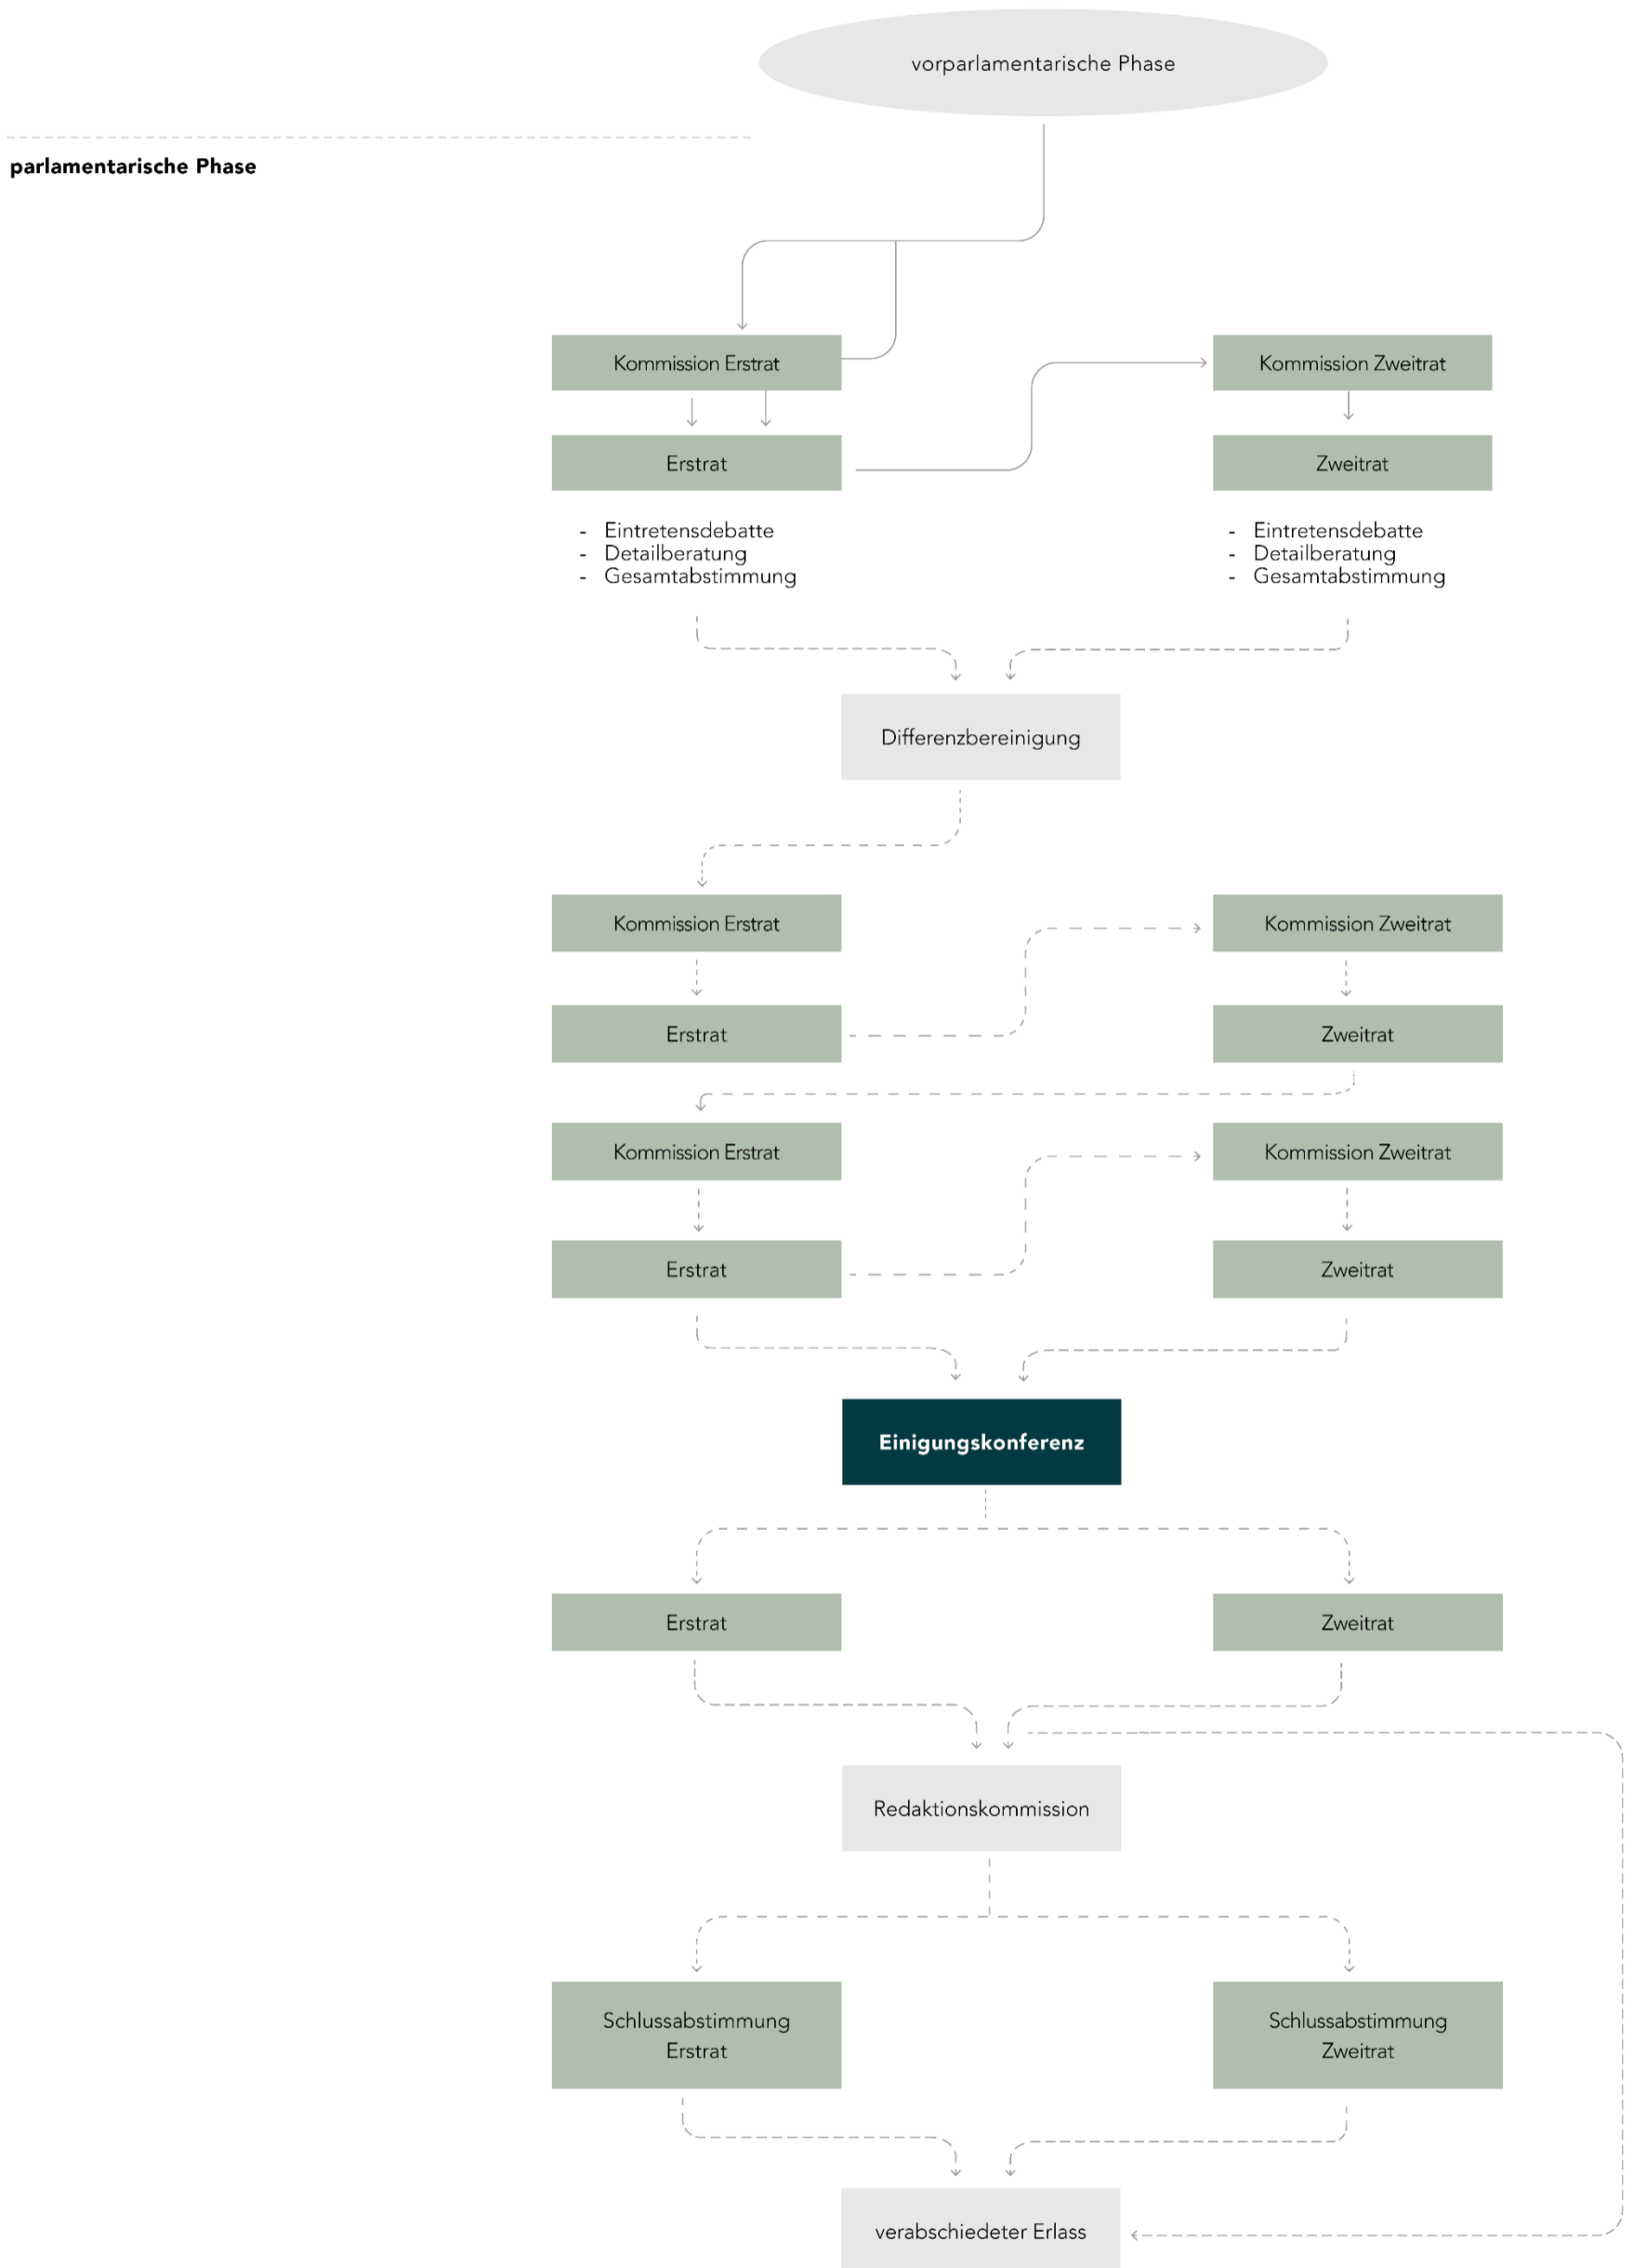 vorparlamentarische Phase
parlamentarische Phase
Kommission Erstrat
Kommission Zweitrat
Erstrat
Zweitrat
- Eintretensdebatte
- Detailberatung
- Gesamtabstimmung
- Eintretensdebatte
- Detailberatung
- Gesamtabstimmung
Differenzbereinigung
Kommission Erstrat
Kommission Zweitrat
Erstrat
Zweitrat
Kommission Erstrat
Kommission Zweitrat
Erstrat
Zweitrat
Einigungskonferenz
Erstrat
Zweitrat
Redaktionskommission
Schlussabstimmung
Erstrat
Schlussabstimmung
Zweitrat
verabschiedeter Erlass